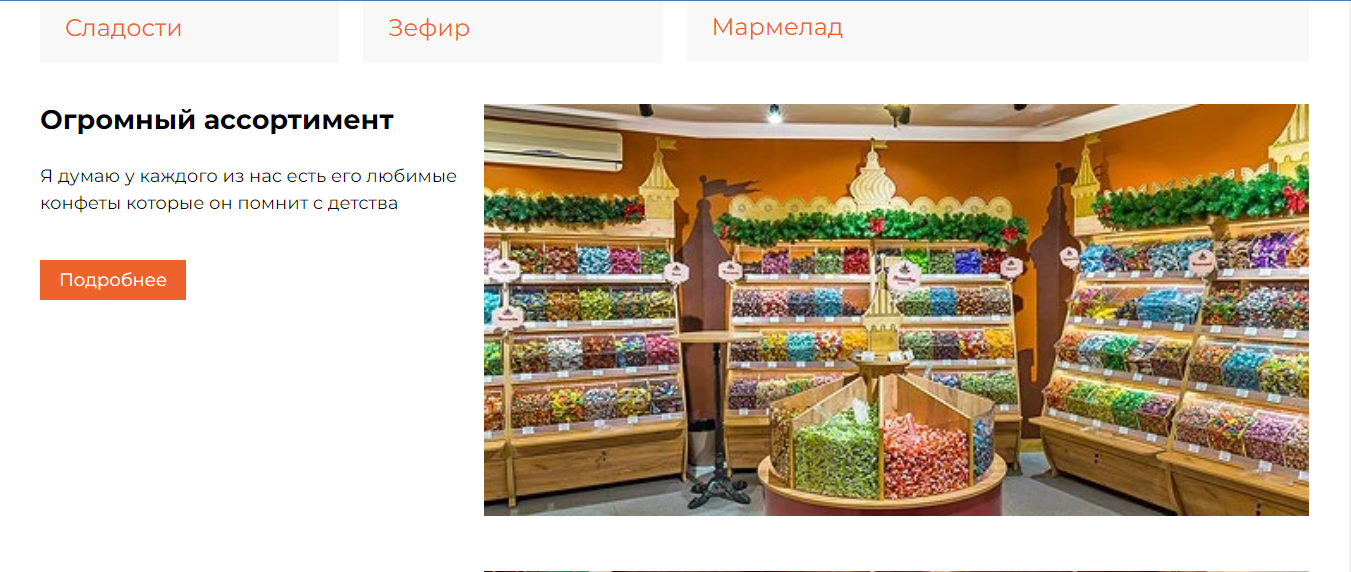 Сладости
Зефир
Мармелад
Огромный ассортимент
Я думаю у каждого из нас есть его любимые
конфеты которые он помнит с детства
Подробнее